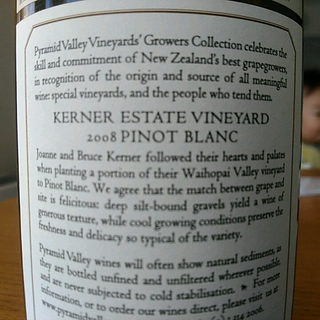 Pyramid Valley Vineyards' Growers Collection celebrates the
skill and commitment of New Zealand's best grapegrowers,
in recognition of the origin and source of all meaningful
wine: special vineyards, and the people who tend them.
KERNER ESTATE VINEYARD
2008 PINOT BLANC
Joanne and Bruce Kerner followed their hearts and palates
when planting a portion of their Waihopai Valley vineyard
to Pinot Blanc. We agree that the match between grape and
site is felicitous: deep silt-bound gravels yield a wine of
generous texture, while cool growing conditions preserve the
freshness and delicacy so typical of the variety.
Pyramid Valley wines will often show natural sediments, as
they are bottled unfined and unfiltered wherever possible,
and are never subjected to cold stabilisation. For more
information, or to order our wines direct, please visit us at